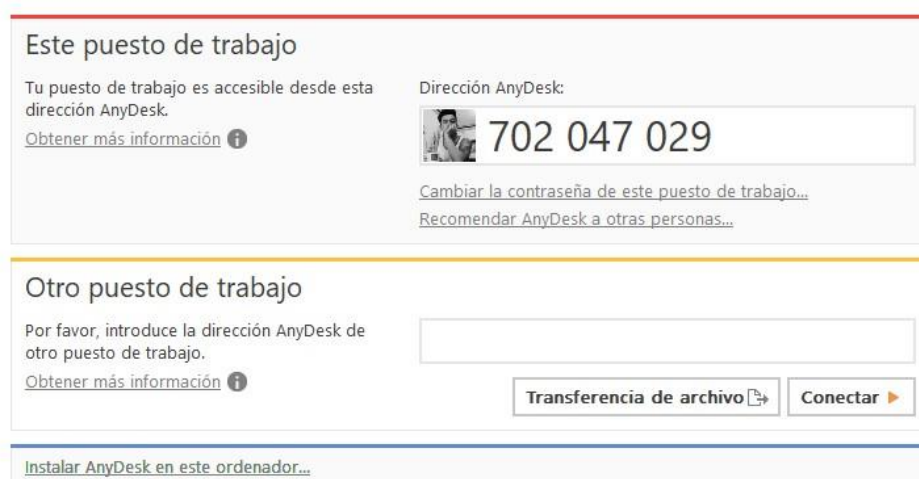 Este puesto de trabajo
Tu puesto de trabajo es accesible desde esta
dirección AnyDesk.
Obtener más información
Dirección AnyDesk:
702 047 029
Cambiar la contraseña de este puesto de trabajo...
Recomendar AnyDesk a otras personas...
Otro puesto de trabajo
Por favor, introduce la dirección AnyDesk de
otro puesto de trabajo.
Obtener más información
Transferencia de archivo
Conectar
Instalar AnyDesk en este ordenador...